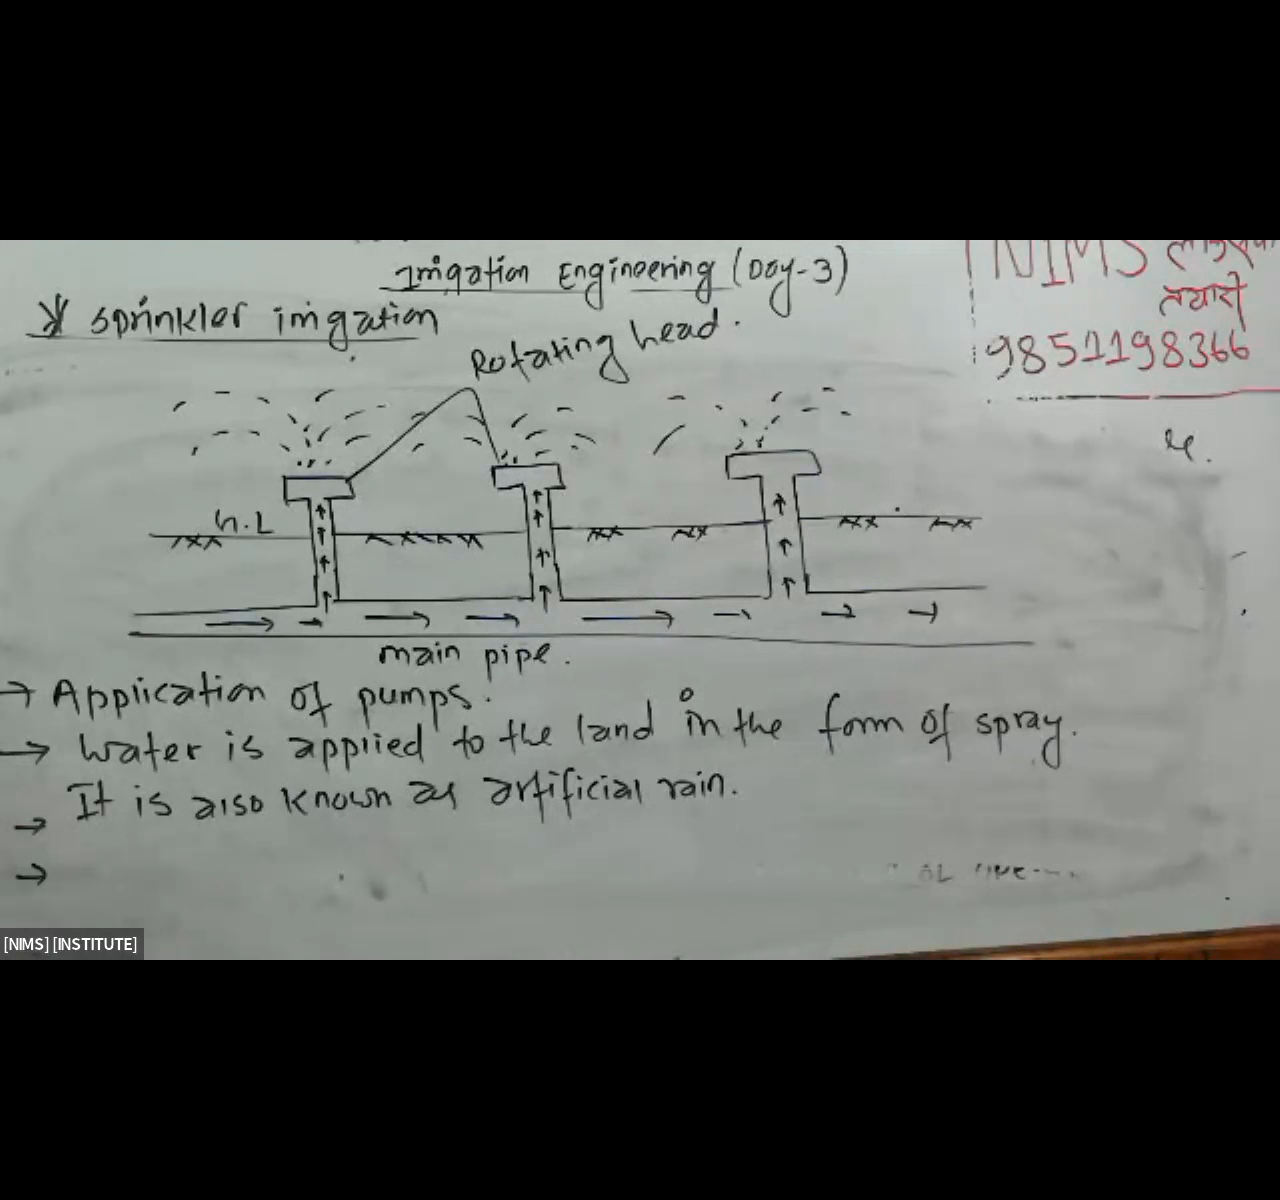 Irrigation Engineering (Day-3)
NIMS
तयारी
9851198366
* Sprinkler irrigation
Rotating head.
G.L
main pipe.
→ Application of pumps.
→ Water is applied to the land in the form of spray.
→ It is also known as artificial rain.
→
[NIMS] [INSTITUTE]